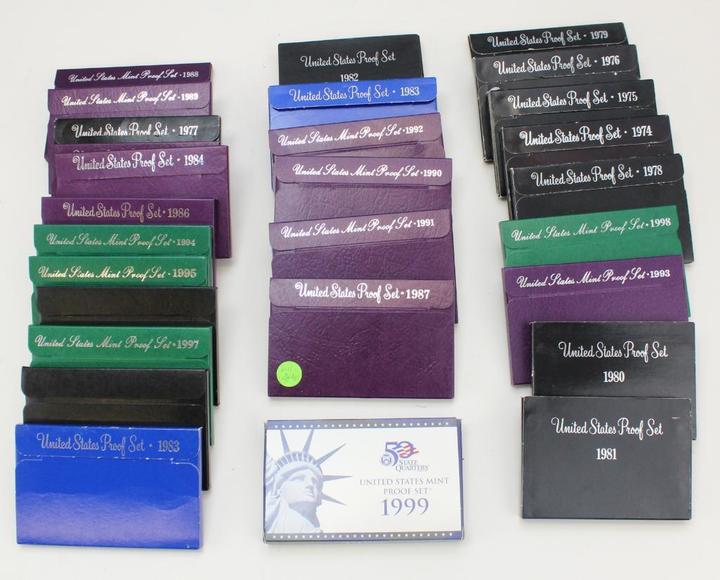 United States Mint Proof Set · 1988
United States Mint Proof Set · 1989
United States Proof Set · 1977
United States Proof Set · 1984
United States Proof Set · 1986
United States Mint Proof Set · 1994
United States Mint Proof Set · 1995
United States Mint Proof Set · 1997
United States Proof Set · 1983
United States Proof Set
1982
United States Proof Set · 1983
United States Mint Proof Set · 1992
United States Mint Proof Set · 1990
United States Mint Proof Set · 1991
United States Proof Set · 1987
50
STATE
QUARTERS
UNITED STATES MINT
PROOF SET
1999
United States Proof Set · 1979
United States Proof Set · 1976
United States Proof Set · 1975
United States Proof Set · 1974
United States Proof Set · 1978
United States Mint Proof Set · 1998
United States Mint Proof Set · 1993
United States Proof Set
1980
United States Proof Set
1981